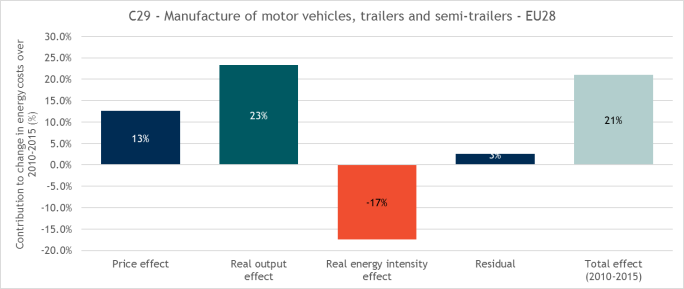 C29 - Manufacture of motor vehicles, trailers and semi-trailers - EU28
Contribution to change in energy costs over
2010-2015 (%)
30.0%
25.0%
20.0%
15.0%
10.0%
5.0%
0.0%
-5.0%
-10.0%
-15.0%
-20.0%
13%
23%
-17%
3%
21%
Price effect
Real output
effect
Real energy intensity
effect
Residual
Total effect
(2010-2015)